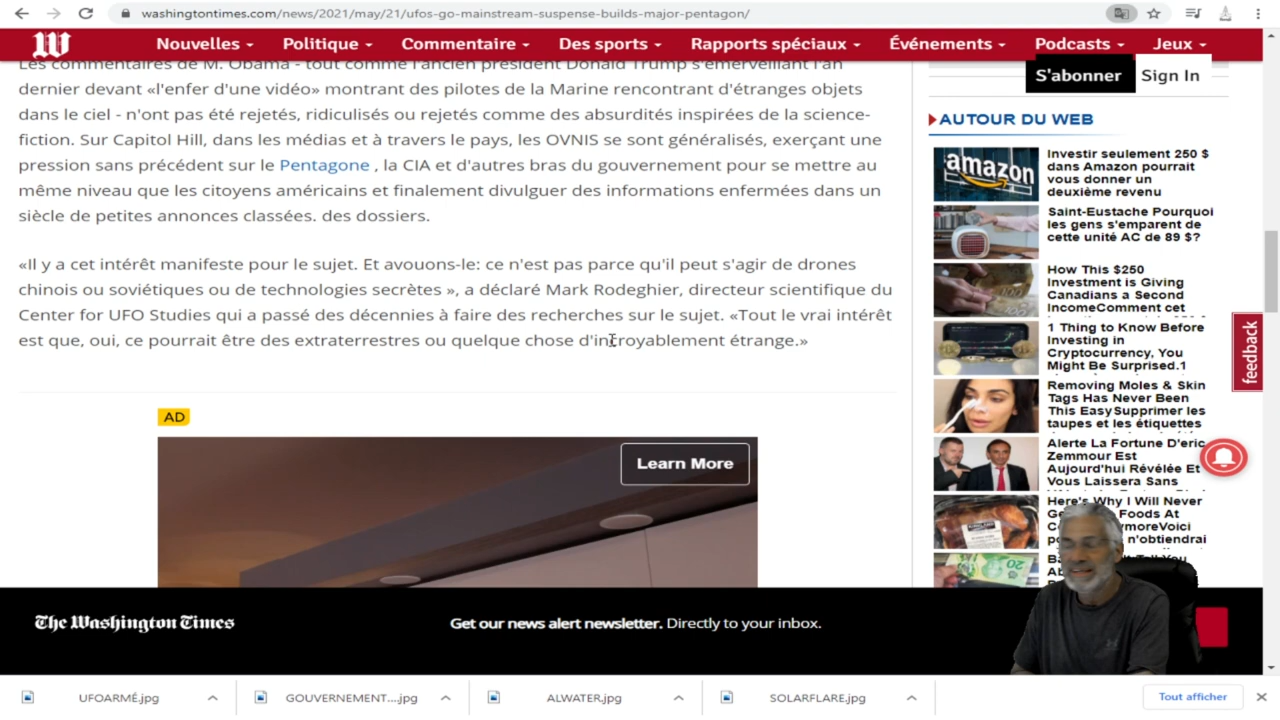 washingtontimes.com/news/2021/may/21/ufos-go-mainstream-suspense-builds-major-pentagon/
W
Nouvelles
Politique
Commentaire
Des sports
Rapports spéciaux
Événements
Podcasts
Jeux
S'abonner
Sign In
Les commentaires de M. Obama - tout comme l'ancien président Donald Trump s'émerveillant l'an
dernier devant «l'enfer d'une vidéo» montrant des pilotes de la Marine rencontrant d'étranges objets
dans le ciel - n'ont pas été rejetés, ridiculisés ou rejetés comme des absurdités inspirées de la science-
fiction. Sur Capitol Hill, dans les médias et à travers le pays, les OVNIS se sont généralisés, exerçant une
pression sans précédent sur le Pentagone , la CIA et d'autres bras du gouvernement pour se mettre au
même niveau que les citoyens américains et finalement divulguer des informations enfermées dans un
siècle de petites annonces classées. des dossiers.
«Il y a cet intérêt manifeste pour le sujet. Et avouons-le: ce n'est pas parce qu'il peut s'agir de drones
chinois ou soviétiques ou de technologies secrètes », a déclaré Mark Rodeghier, directeur scientifique du
Center for UFO Studies qui a passé des décennies à faire des recherches sur le sujet. «Tout le vrai intérêt
est que, oui, ce pourrait être des extraterrestres ou quelque chose d'incroyablement étrange.»
AD
Learn More
AUTOUR DU WEB
amazon
Investir seulement 250 $
dans Amazon pourrait
vous donner un
deuxième revenu
Saint-Eustache Pourquoi
les gens s'emparent de
cette unité AC de 89 $?
How This $250
Investment is Giving
Canadians a Second
IncomeComment cet
1 Thing to Know Before
Investing in
Cryptocurrency, You
Might Be Surprised.1
Removing Moles & Skin
Tags Has Never Been
This EasySupprimer les
taupes et les étiquettes
Alerte La Fortune D'eric
Zemmour Est
Aujourd'hui Révélée Et
Vous Laissera Sans
Here's Why I Will Never
Foods At
n'obtiendrai
feedback
The Washington Times
Get our news alert newsletter. Directly to your inbox.
UFOARMÉ.jpg
GOUVERNEMENT....jpg
ALWATER.jpg
SOLARFLARE.jpg
Tout afficher